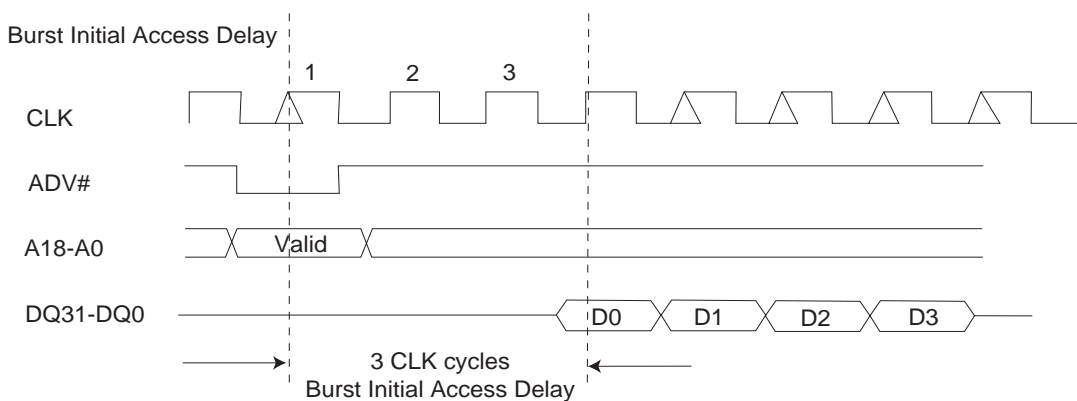 Burst Initial Access Delay
1 2 3
CLK
ADV#
A18-A0 Valid
DQ31-DQ0 D0 D1 D2 D3
3 CLK cycles
Burst Initial Access Delay